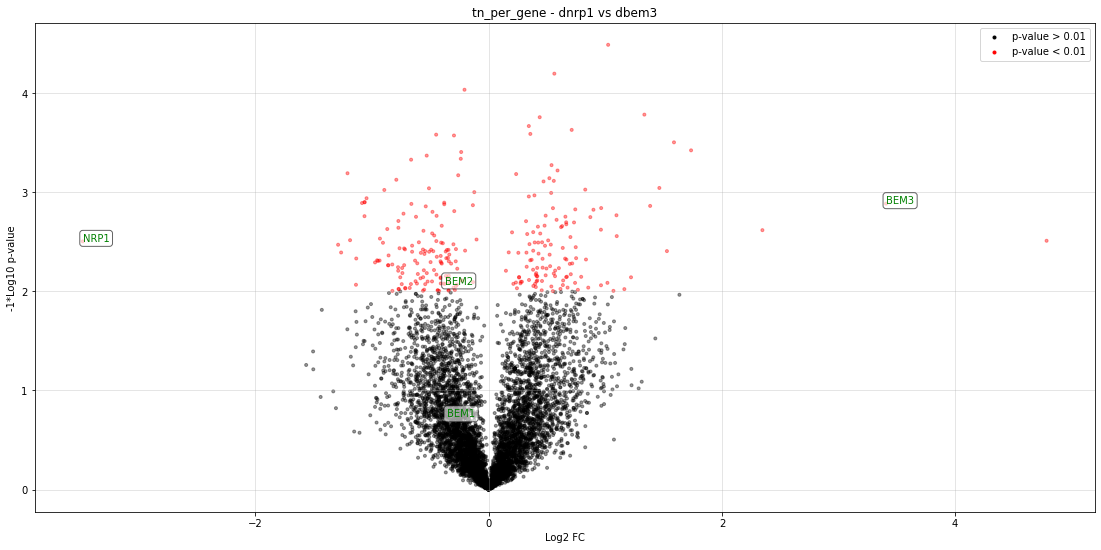 tn_per_gene - dnrp1 vs dbem3
p-value > 0.01
p-value < 0.01
4
3
BEM3
NRP1
-1*Log10 p-value
BEM2
2
1
BEM1
0
−2
0
2
4
Log2 FC